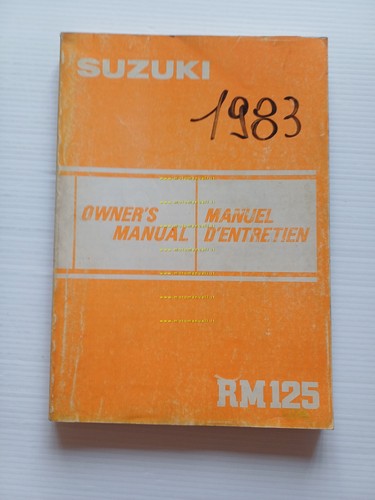 SUZUKI
1983
OWNER'S
MANUAL
MANUEL
D'ENTRETIEN
RM125